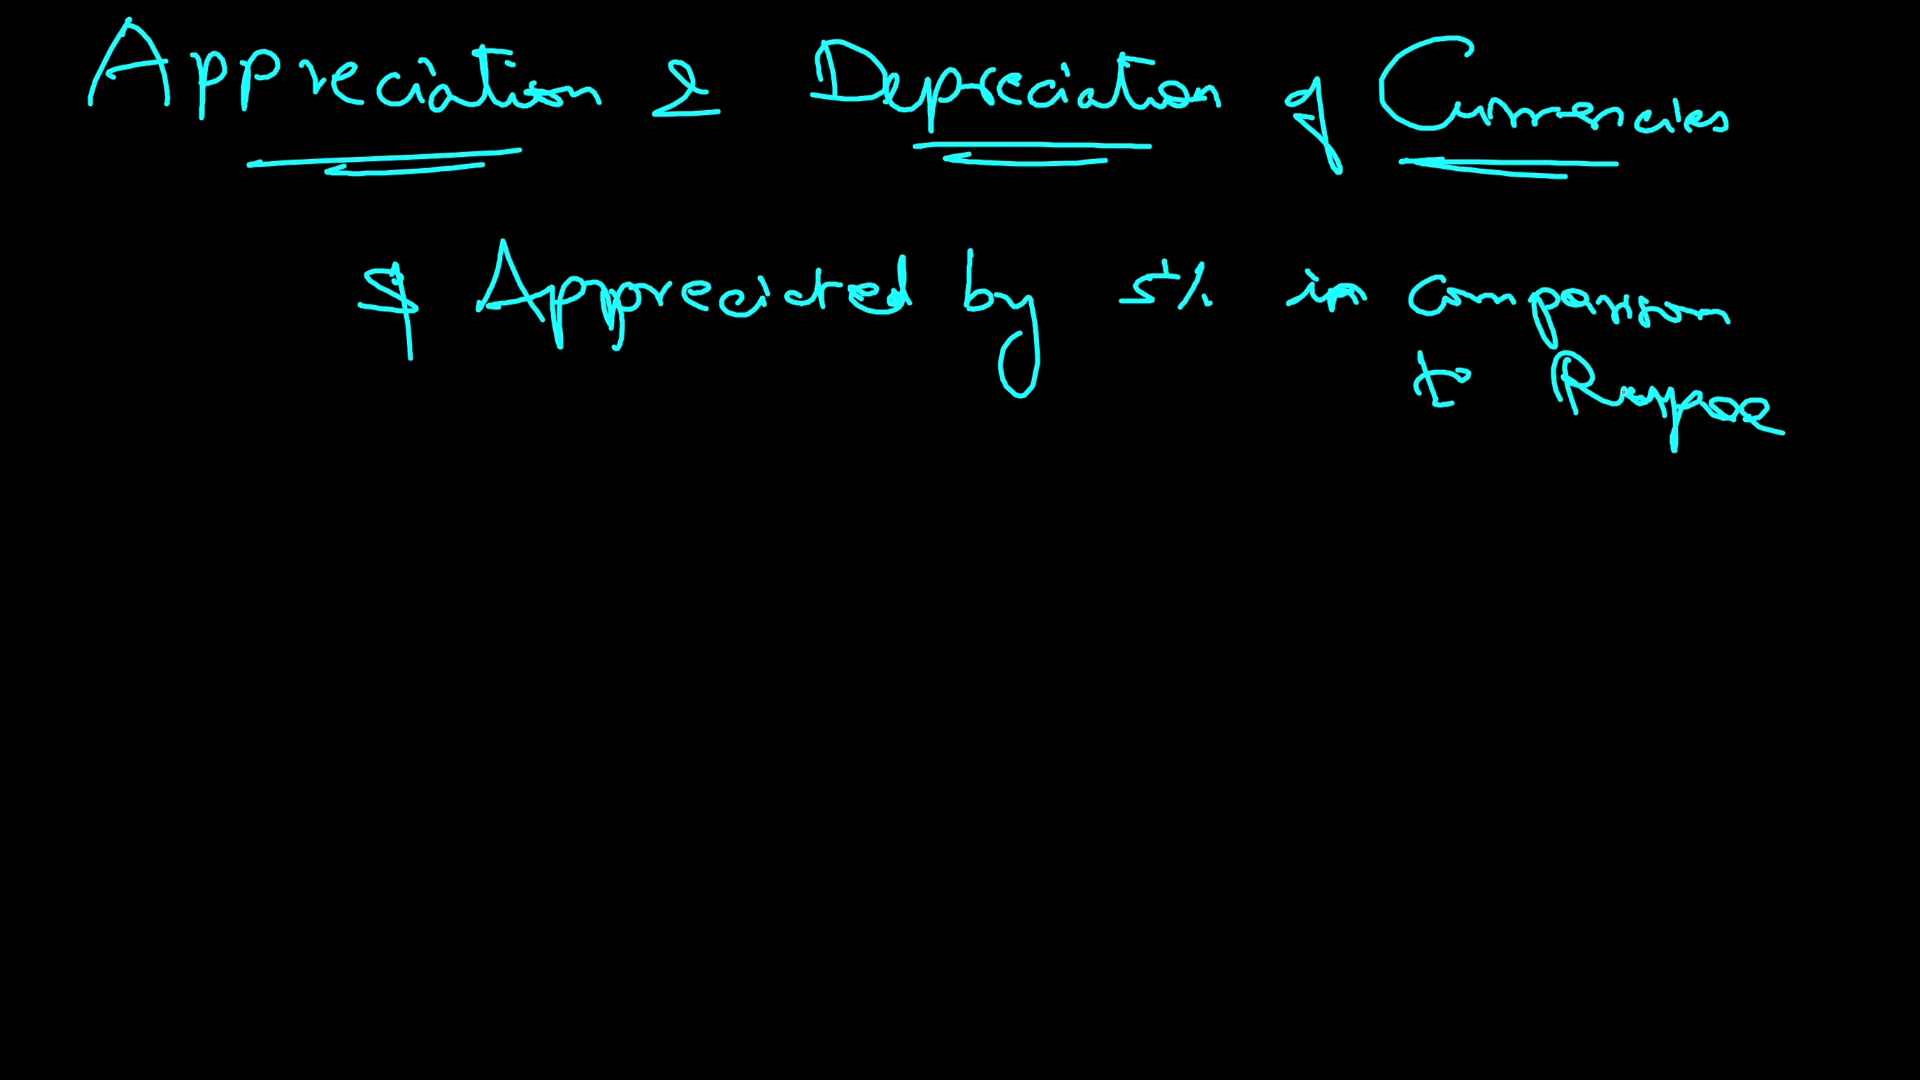 Appreciation & Depreciation of Currencies
$ Appreciated by 5% in comparison
to Rupee